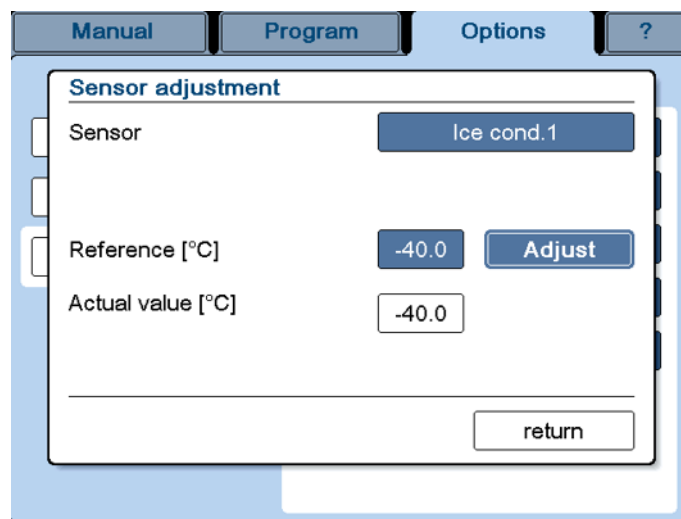 Manual Program Options ?
Sensor adjustment
Sensor Ice cond.1
Reference [°C] -40.0 Adjust
Actual value [°C] -40.0
return